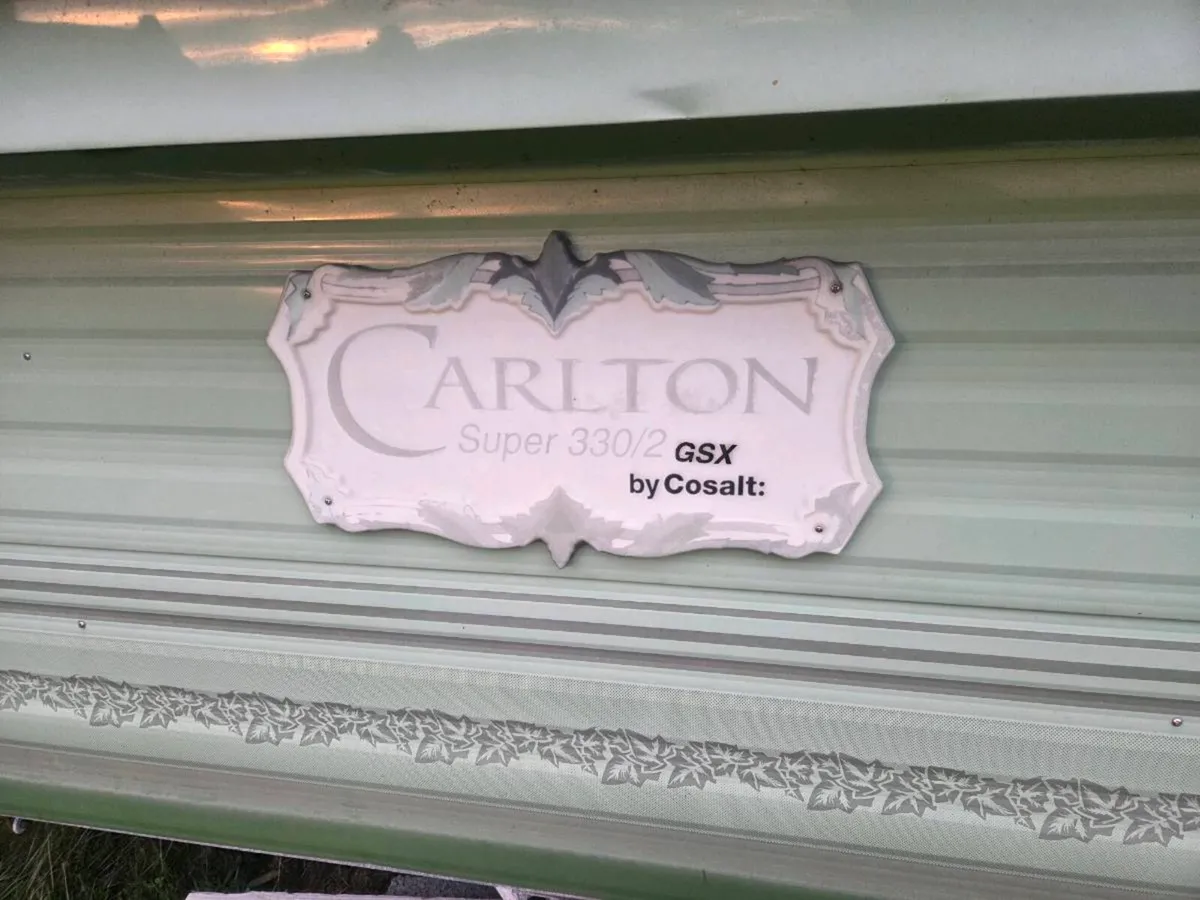 CARLTON
Super 330/2 GSX
by Cosalt: